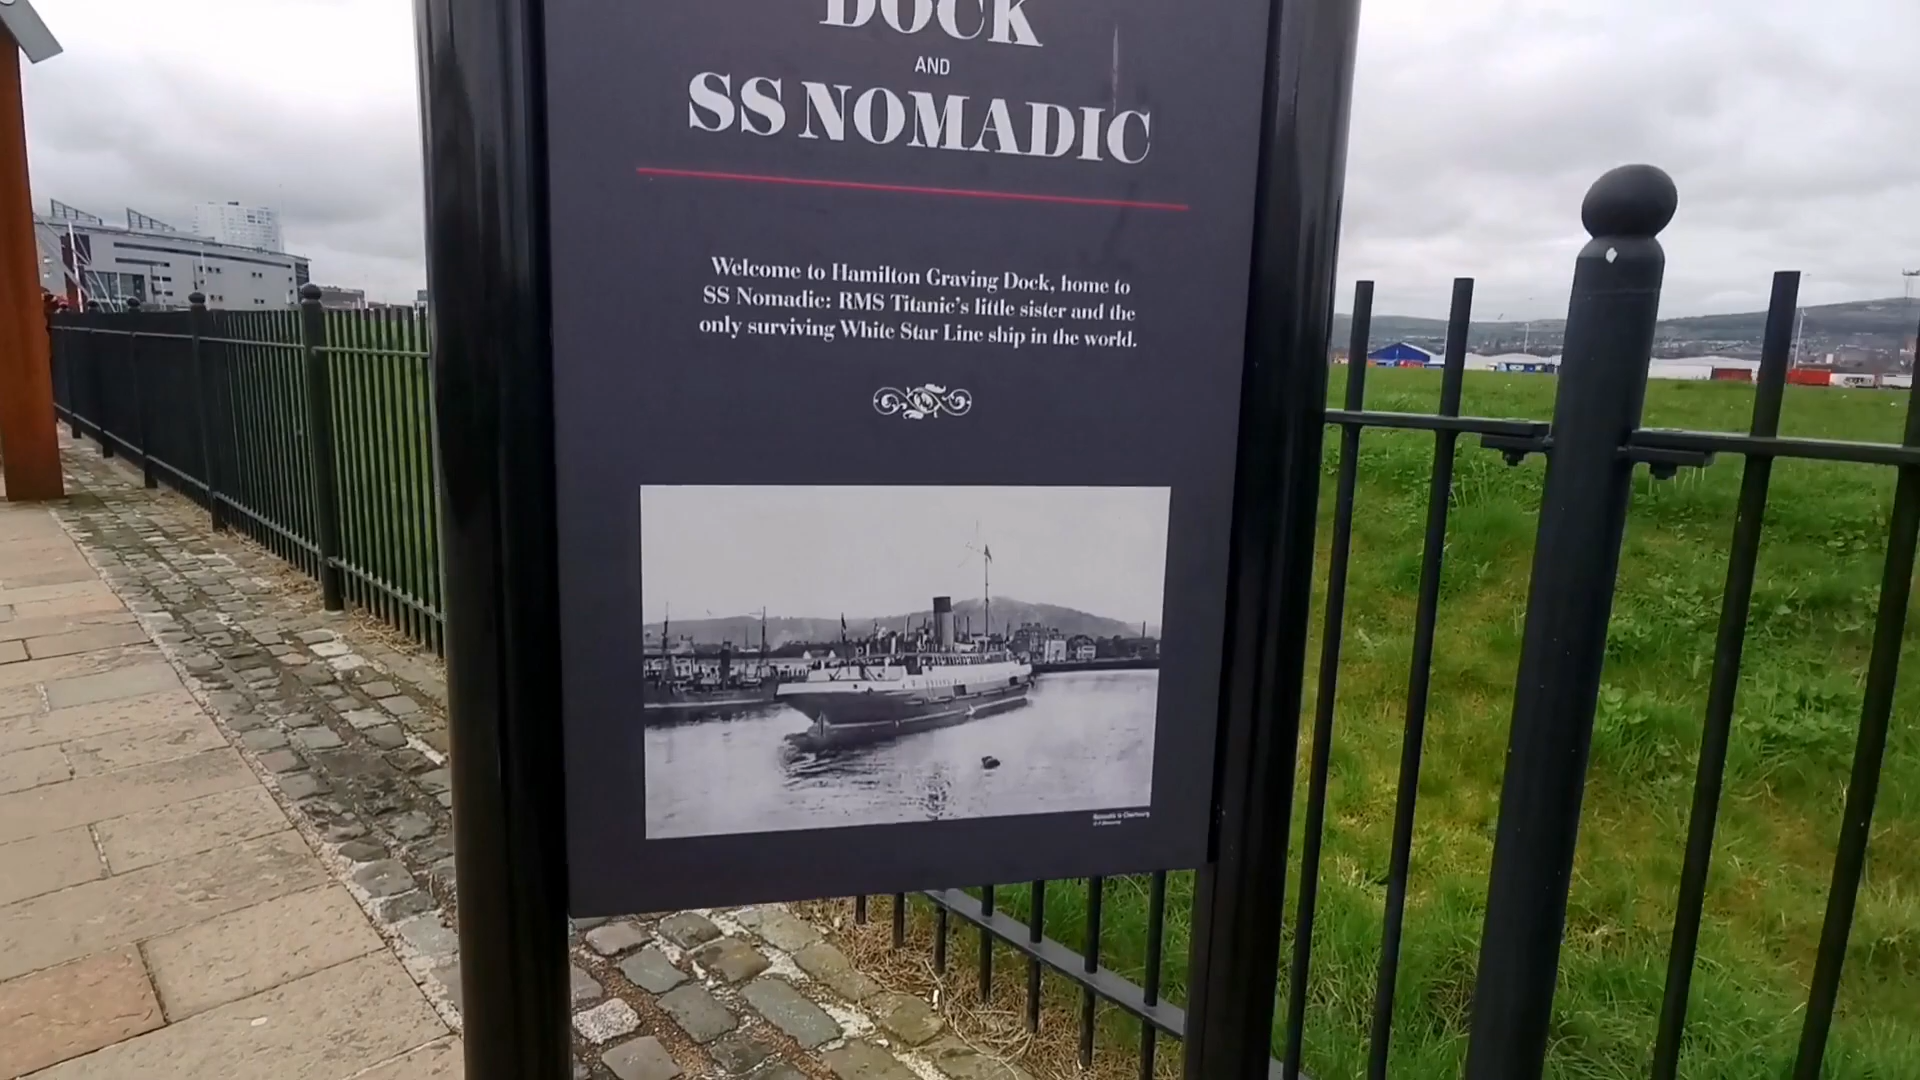 DOCK
AND
SS NOMADIC
Welcome to Hamilton Graving Dock, home to
SS Nomadic: RMS Titanic's little sister and the
only surviving White Star Line ship in the world.